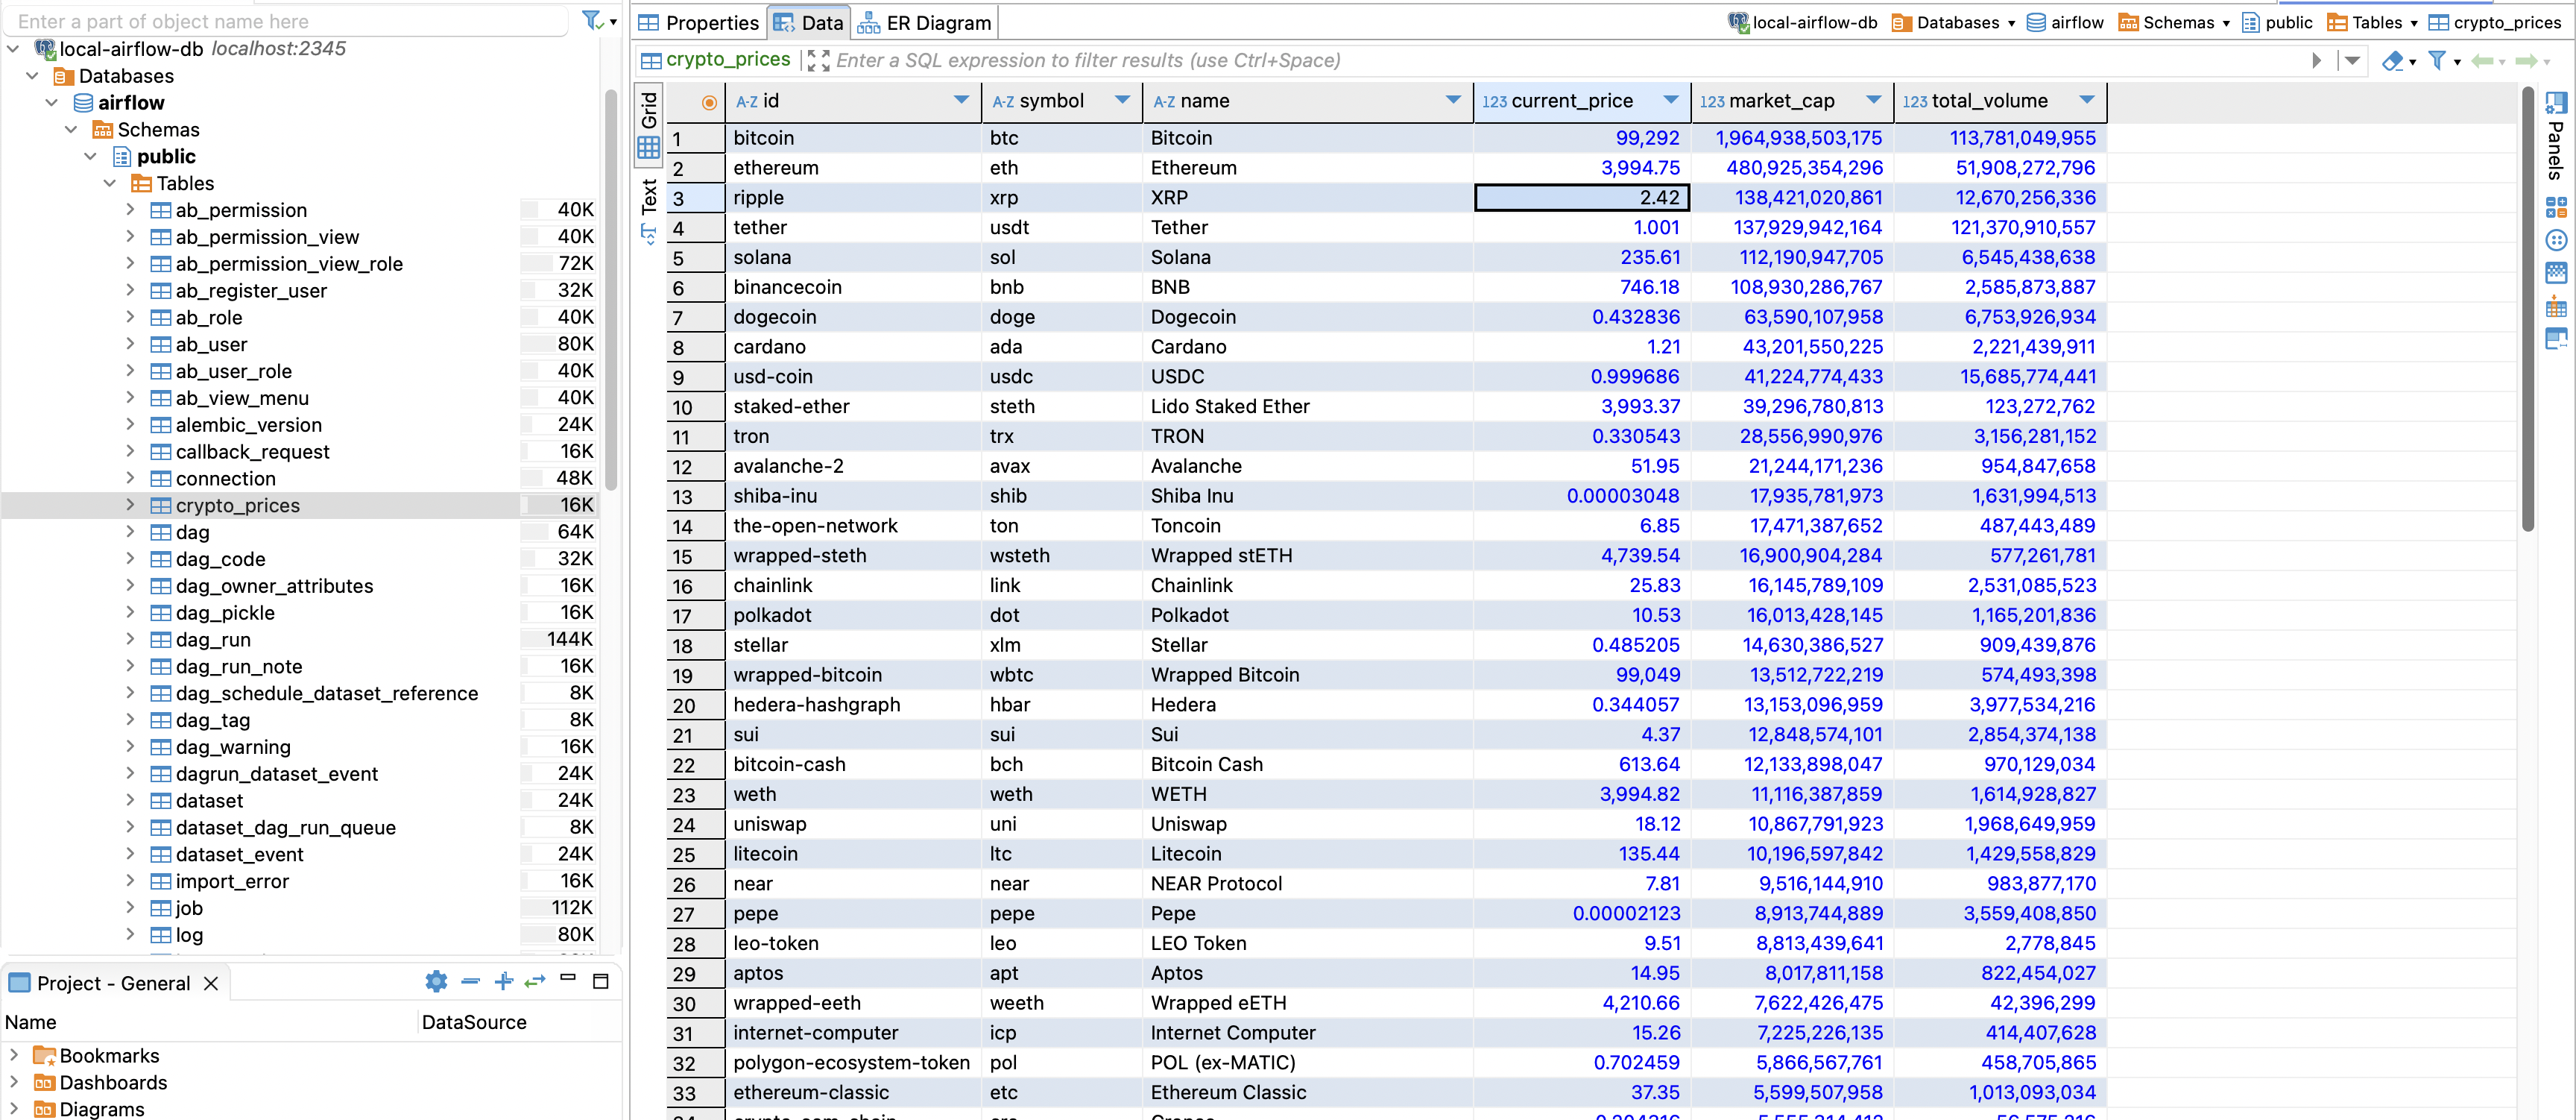 Enter a part of object name here
local-airflow-db localhost:2345
Databases
airflow
Schemas
public
Tables
ab_permission 40K
ab_permission_view 40K
ab_permission_view_role 72K
ab_register_user 32K
ab_role 40K
ab_user 80K
ab_user_role 40K
ab_view_menu 40K
alembic_version 24K
callback_request 16K
connection 48K
crypto_prices 16K
dag 64K
dag_code 32K
dag_owner_attributes 16K
dag_pickle 16K
dag_run 144K
dag_run_note 16K
dag_schedule_dataset_reference 8K
dag_tag 8K
dag_warning 16K
dagrun_dataset_event 24K
dataset 24K
dataset_dag_run_queue 8K
dataset_event 24K
import_error 16K
job 112K
log 80K
Project - General
Name DataSource
Bookmarks
Dashboards
Diagrams
Properties Data ER Diagram
local-airflow-db Databases airflow Schemas public Tables crypto_prices
crypto_prices Enter a SQL expression to filter results (use Ctrl+Space)
Grid
Text
Panels
A-Z id A-Z symbol A-Z name 123 current_price 123 market_cap 123 total_volume
1 bitcoin btc Bitcoin 99,292 1,964,938,503,175 113,781,049,955
2 ethereum eth Ethereum 3,994.75 480,925,354,296 51,908,272,796
3 ripple xrp XRP 2.42 138,421,020,861 12,670,256,336
4 tether usdt Tether 1.001 137,929,942,164 121,370,910,557
5 solana sol Solana 235.61 112,190,947,705 6,545,438,638
6 binancecoin bnb BNB 746.18 108,930,286,767 2,585,873,887
7 dogecoin doge Dogecoin 0.432836 63,590,107,958 6,753,926,934
8 cardano ada Cardano 1.21 43,201,550,225 2,221,439,911
9 usd-coin usdc USDC 0.999686 41,224,774,433 15,685,774,441
10 staked-ether steth Lido Staked Ether 3,993.37 39,296,780,813 123,272,762
11 tron trx TRON 0.330543 28,556,990,976 3,156,281,152
12 avalanche-2 avax Avalanche 51.95 21,244,171,236 954,847,658
13 shiba-inu shib Shiba Inu 0.00003048 17,935,781,973 1,631,994,513
14 the-open-network ton Toncoin 6.85 17,471,387,652 487,443,489
15 wrapped-steth wsteth Wrapped stETH 4,739.54 16,900,904,284 577,261,781
16 chainlink link Chainlink 25.83 16,145,789,109 2,531,085,523
17 polkadot dot Polkadot 10.53 16,013,428,145 1,165,201,836
18 stellar xlm Stellar 0.485205 14,630,386,527 909,439,876
19 wrapped-bitcoin wbtc Wrapped Bitcoin 99,049 13,512,722,219 574,493,398
20 hedera-hashgraph hbar Hedera 0.344057 13,153,096,959 3,977,534,216
21 sui sui Sui 4.37 12,848,574,101 2,854,374,138
22 bitcoin-cash bch Bitcoin Cash 613.64 12,133,898,047 970,129,034
23 weth weth WETH 3,994.82 11,116,387,859 1,614,928,827
24 uniswap uni Uniswap 18.12 10,867,791,923 1,968,649,959
25 litecoin ltc Litecoin 135.44 10,196,597,842 1,429,558,829
26 near near NEAR Protocol 7.81 9,516,144,910 983,877,170
27 pepe pepe Pepe 0.00002123 8,913,744,889 3,559,408,850
28 leo-token leo LEO Token 9.51 8,813,439,641 2,778,845
29 aptos apt Aptos 14.95 8,017,811,158 822,454,027
30 wrapped-eeth weeth Wrapped eETH 4,210.66 7,622,426,475 42,396,299
31 internet-computer icp Internet Computer 15.26 7,225,226,135 414,407,628
32 polygon-ecosystem-token pol POL (ex-MATIC) 0.702459 5,866,567,761 458,705,865
33 ethereum-classic etc Ethereum Classic 37.35 5,599,507,958 1,013,093,034